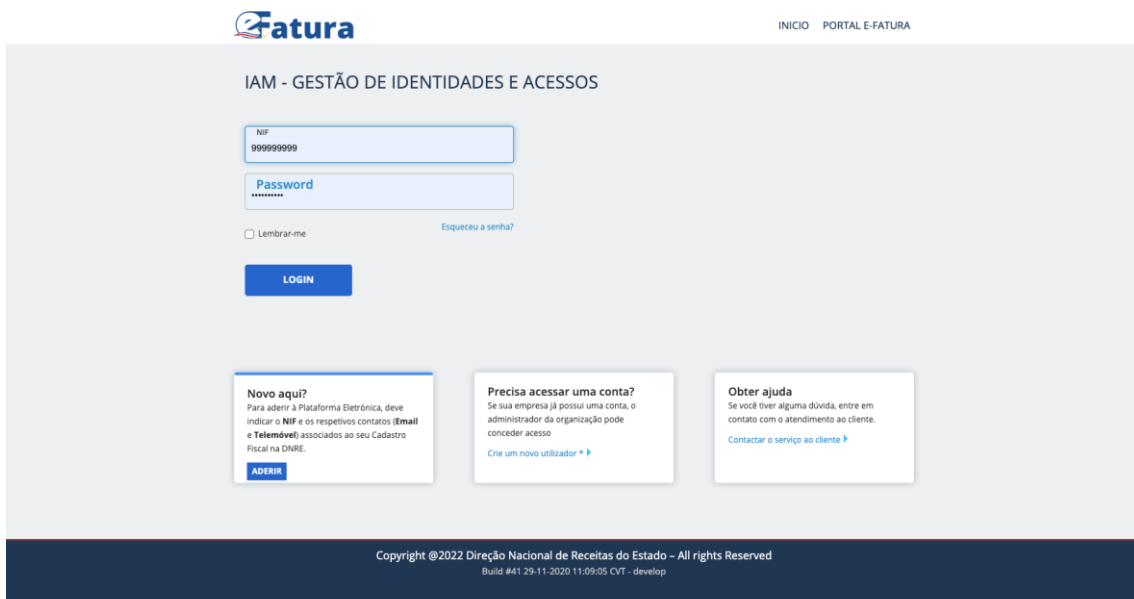 eFatura
INICIO PORTAL E-FATURA
IAM - GESTÃO DE IDENTIDADES E ACESSOS
NIF
999999999
Password
••••••••••
Lembrar-me
Esqueceu a senha?
LOGIN
Novo aqui?
Para aderir à Plataforma Eletrónica, deve
indicar o NIF e os respetivos contatos (Email
e Telemóvel) associados ao seu Cadastro
Fiscal na DNRE.
ADERIR
Precisa acessar uma conta?
Se sua empresa já possui uma conta, o
administrador da organização pode
conceder acesso
Crie um novo utilizador *
Obter ajuda
Se você tiver alguma dúvida, entre em
contato com o atendimento ao cliente.
Contactar o serviço ao cliente
Copyright @2022 Direção Nacional de Receitas do Estado – All rights Reserved
Build #41 29-11-2020 11:09:05 CVT - develop